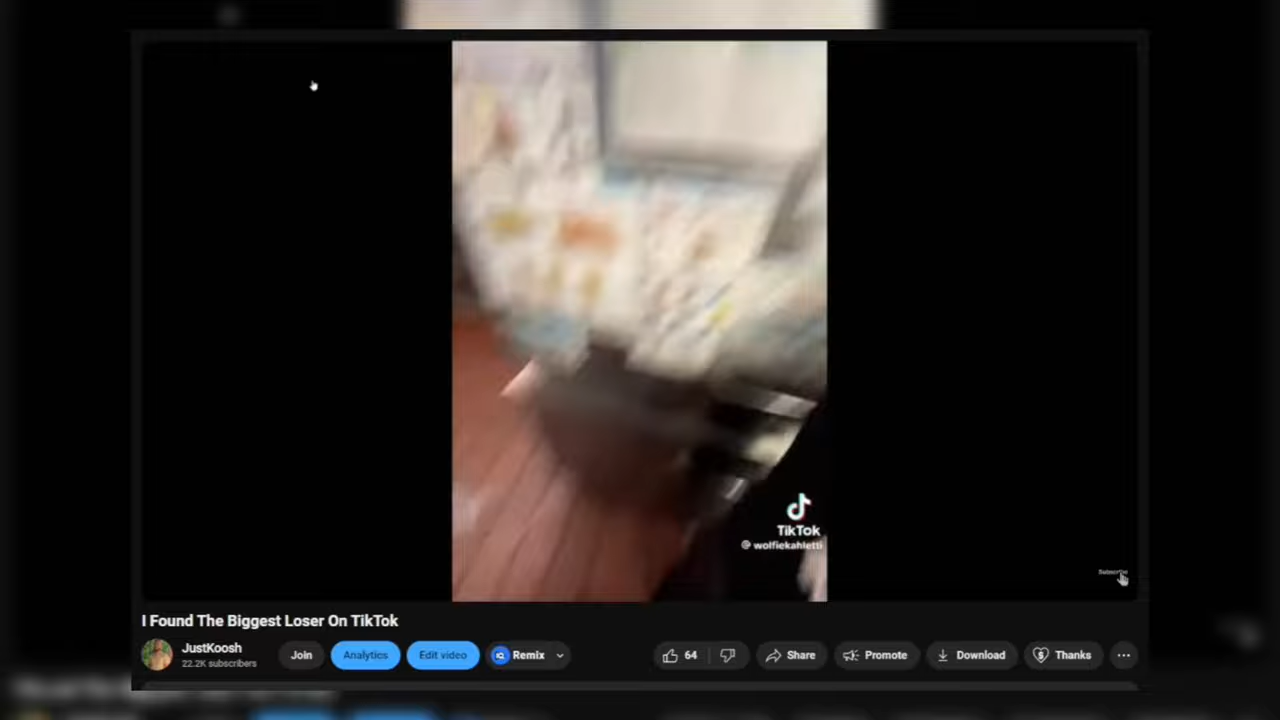 TikTok
@ wolfiekahletti
Subscribe
I Found The Biggest Loser On TikTok
JustKoosh
22.2K subscribers
Join
Analytics
Edit video
Remix
64
Share
Promote
Download
Thanks